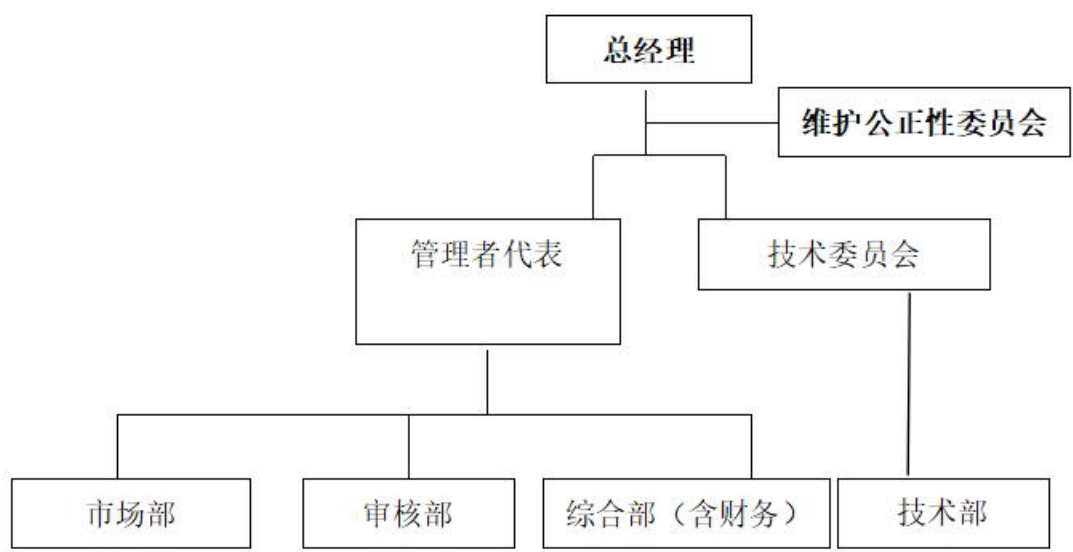 总经理
维护公正性委员会
管理者代表
技术委员会
市场部
审核部
综合部（含财务）
技术部